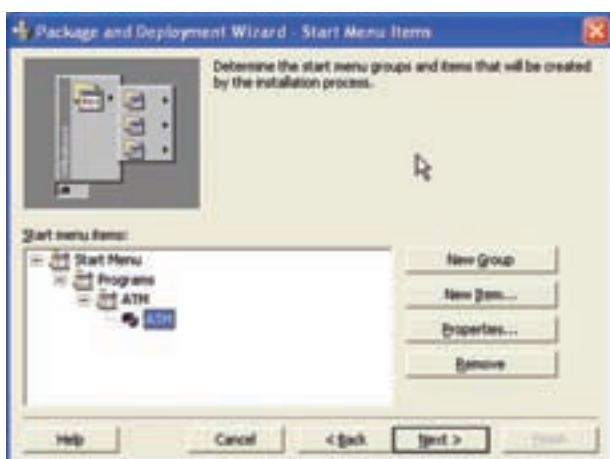 Package and Deployment Wizard - Start Menu Items
Determine the start menu groups and items that will be created
by the installation process.
Start menu items:
Start Menu
Programs
ATM
ATM
New Group
New Item...
Properties...
Remove
Help
Cancel
< Back
Next >
Finish